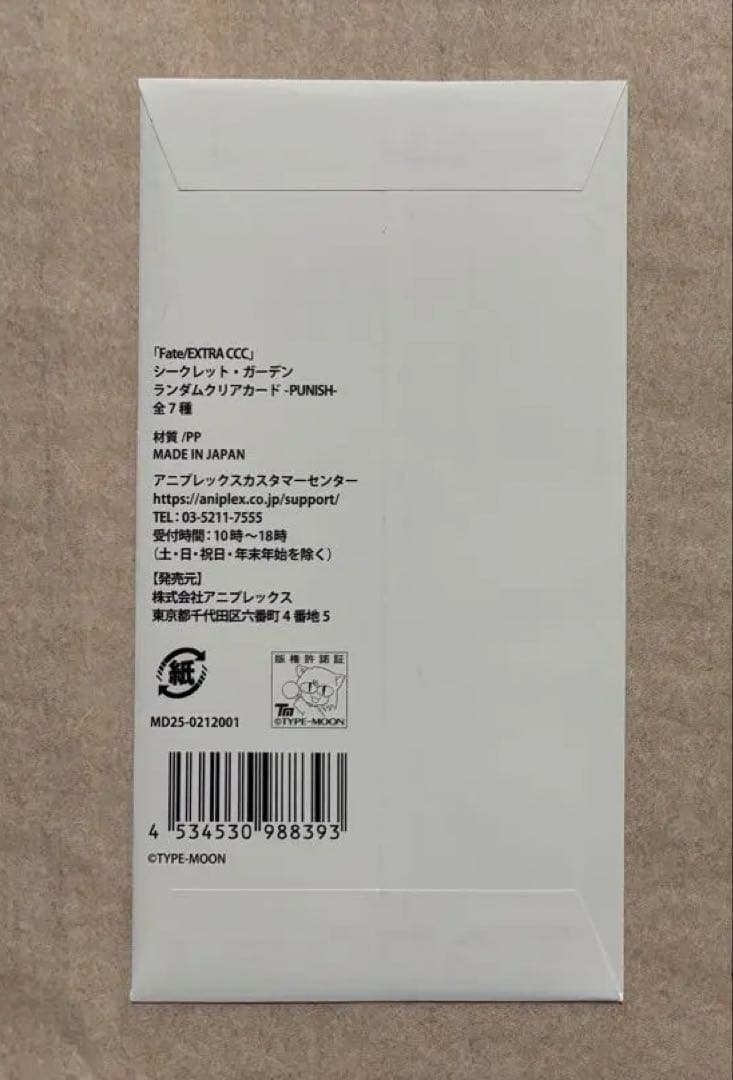 「Fate/EXTRA CCC」
シークレット・ガーデン
ランダムクリアカード -PUNISH-
全7種
材質 /PP
MADE IN JAPAN
アニプレックスカスタマーセンター
https://aniplex.co.jp/support/
TEL：03-5211-7555
受付時間：10時～18時
（土・日・祝日・年末年始を除く）
【発売元】
株式会社アニプレックス
東京都千代田区六番町4番地5
紙
版権許諾証
TM
©TYPE-MOON
MD25-0212001
4 534530 988393
©TYPE-MOON